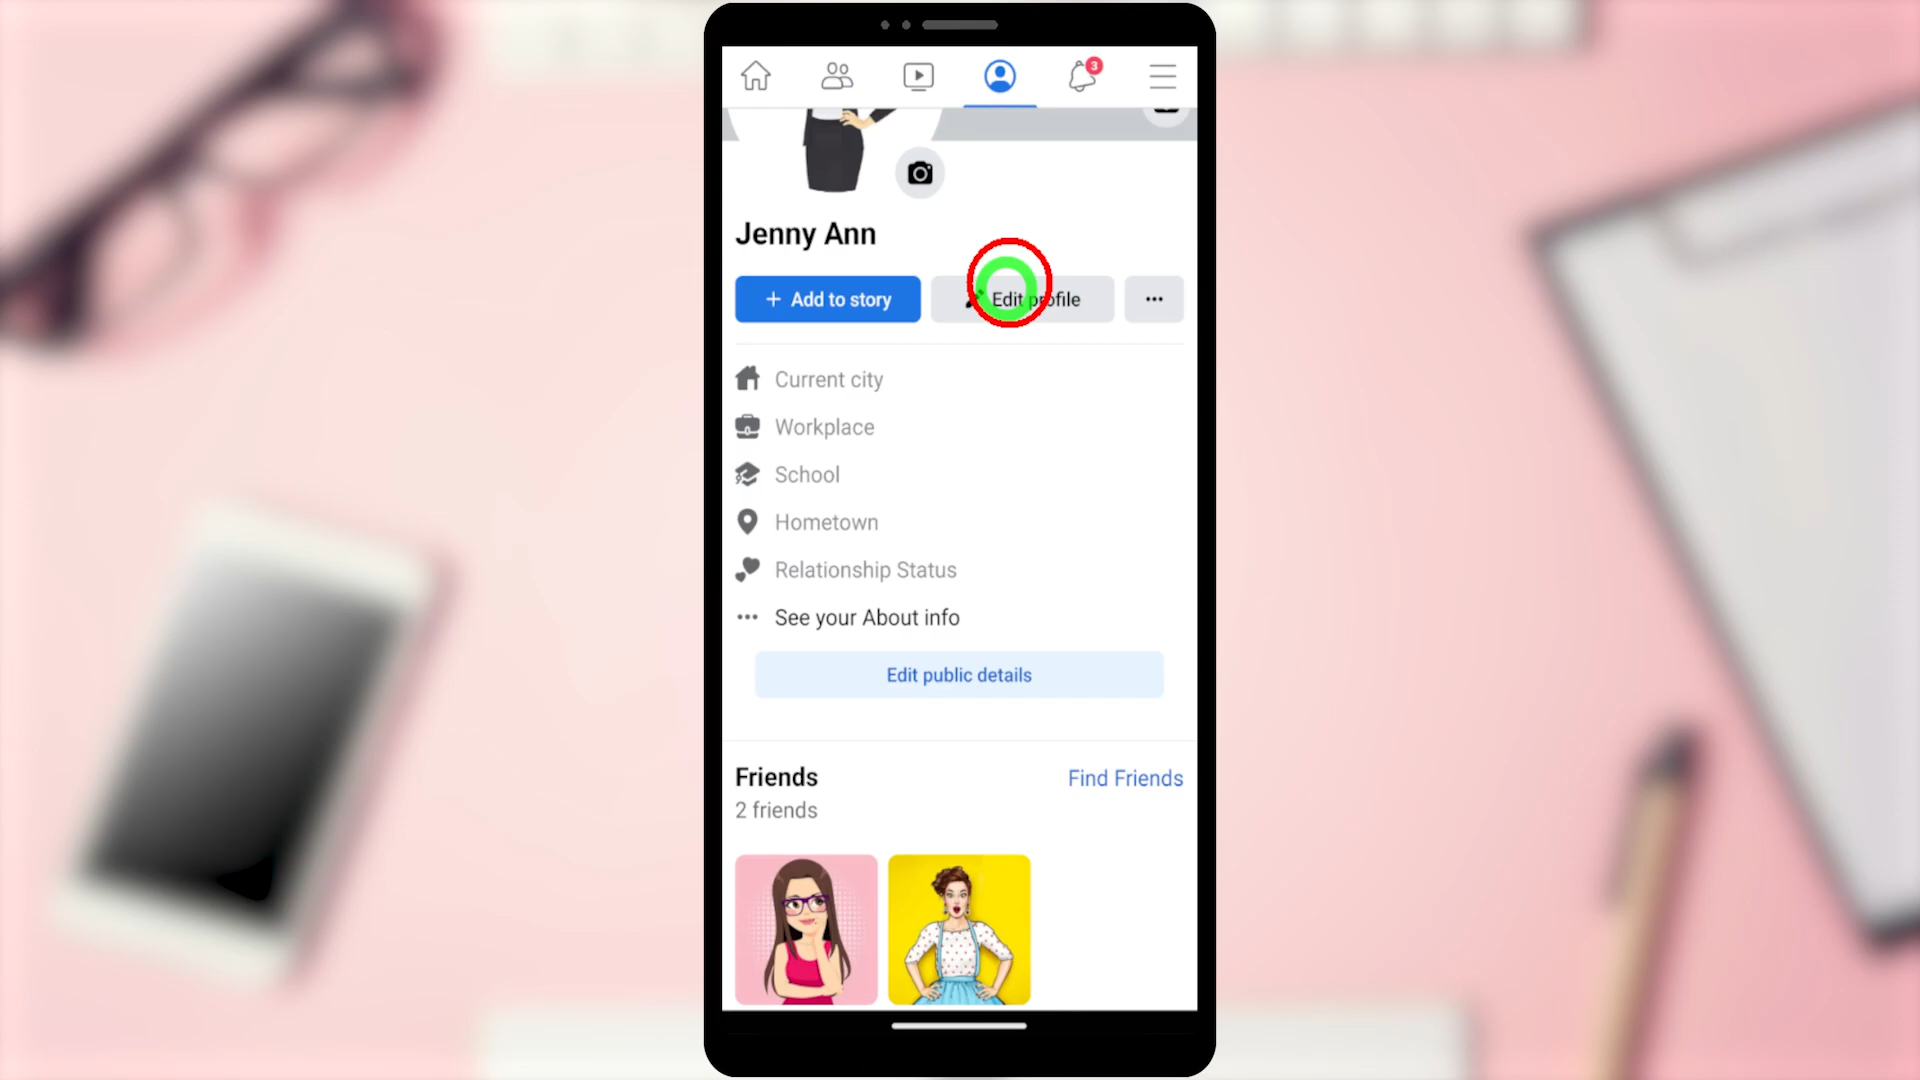 3
Jenny Ann
+ Add to story
Edit profile
Current city
Workplace
School
Hometown
Relationship Status
See your About info
Edit public details
Friends
Find Friends
2 friends